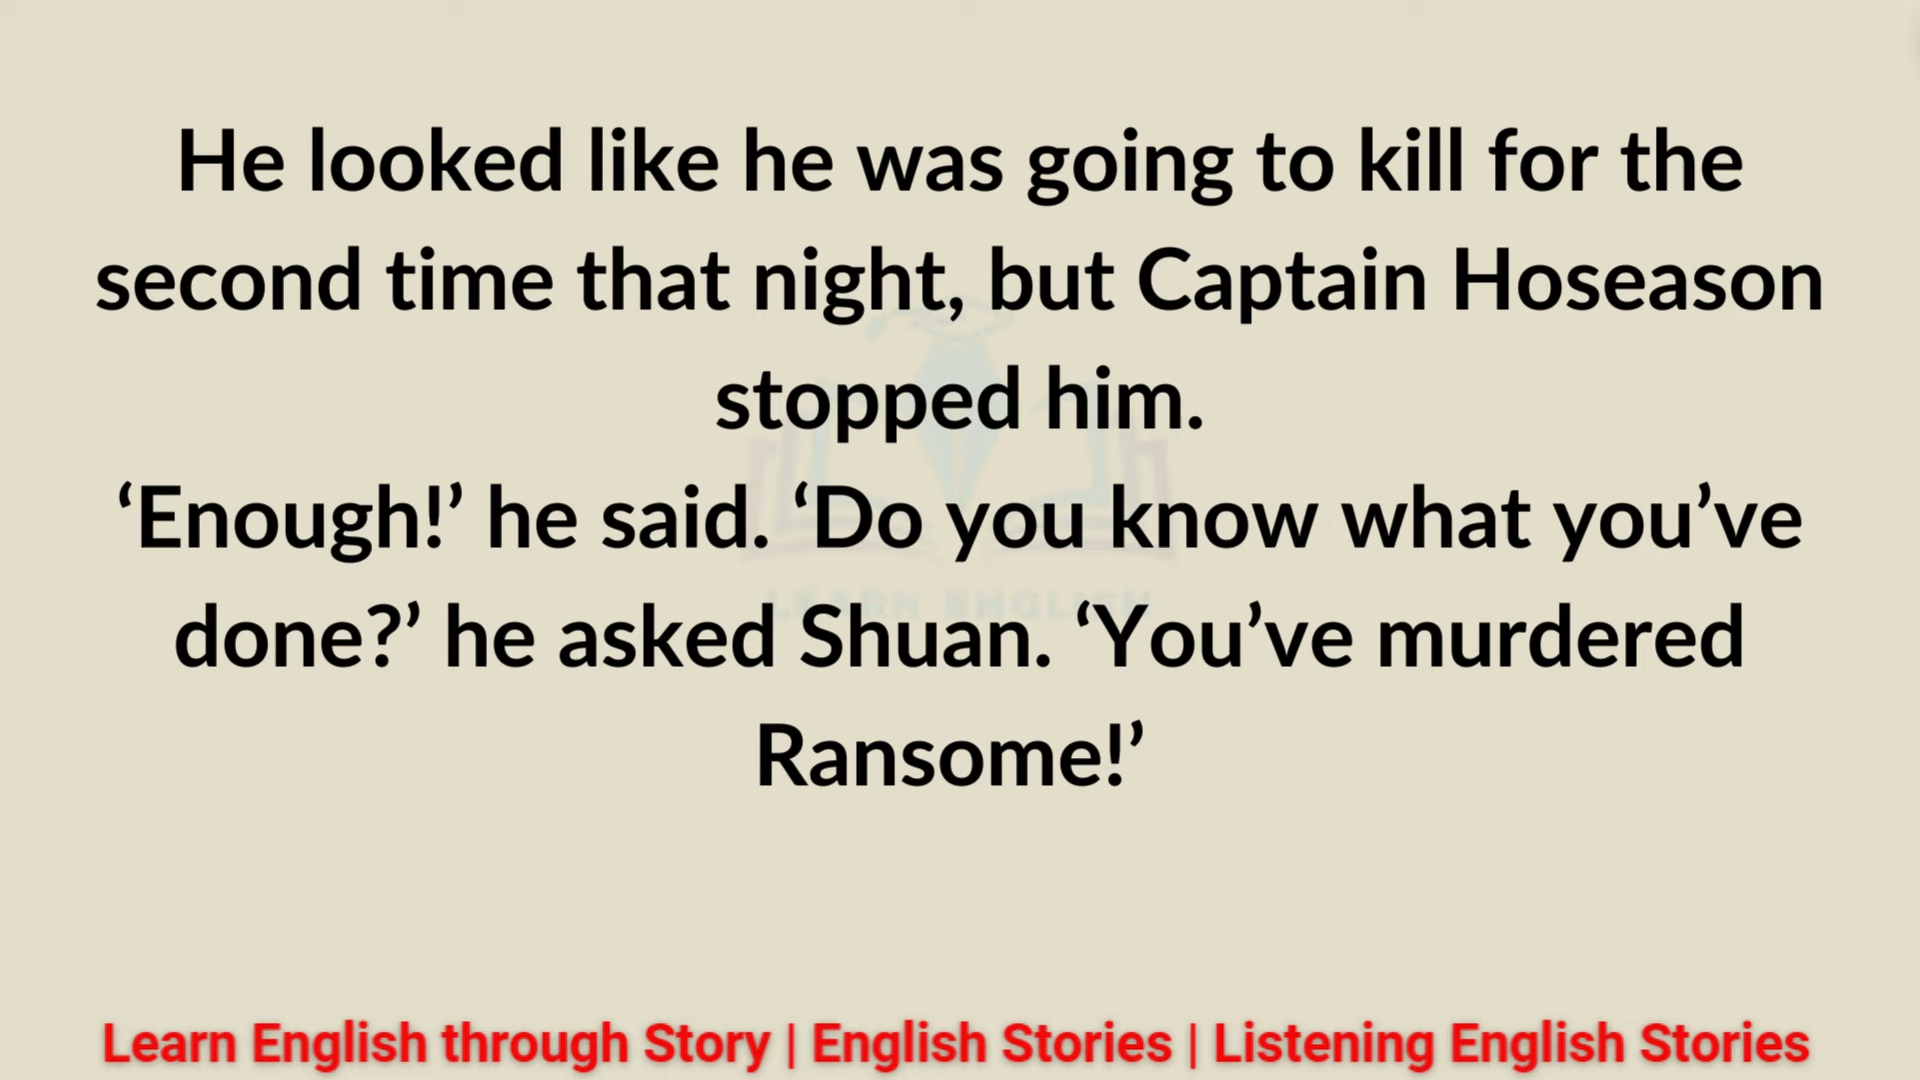 He looked like he was going to kill for the
second time that night, but Captain Hoseason
stopped him.
‘Enough!’ he said. ‘Do you know what you’ve
done?’ he asked Shuan. ‘You’ve murdered
Ransome!’
LEARN ENGLISH
Learn English through Story | English Stories | Listening English Stories